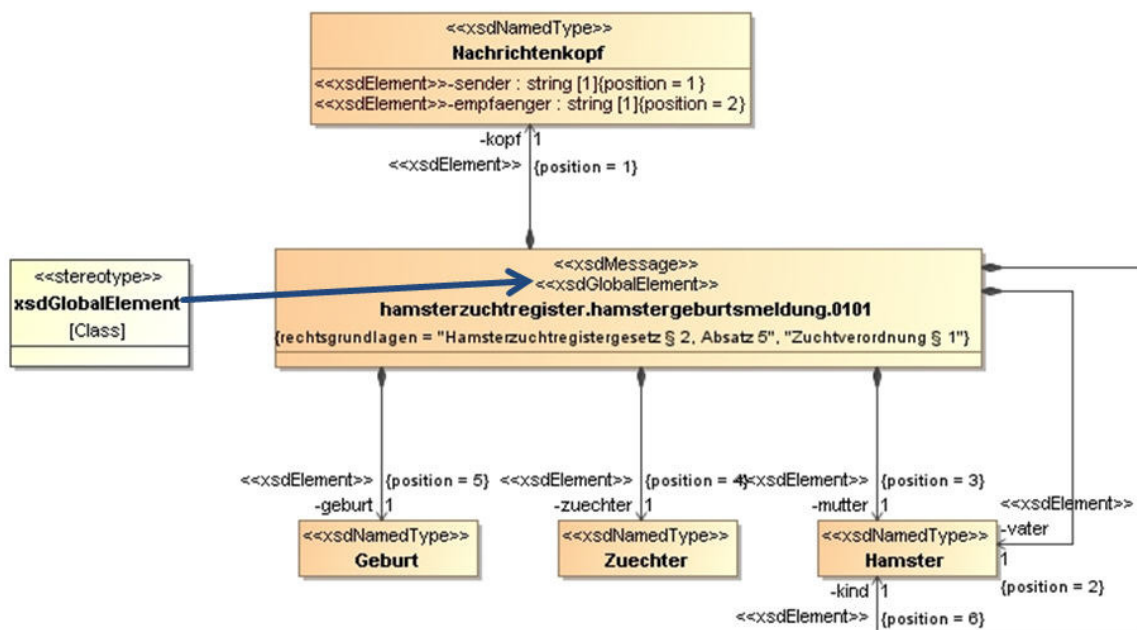 <<xsdNamedType>>
Nachrichtenkopf
<<xsdElement>>-sender : string [1]{position = 1}
<<xsdElement>>-empfaenger : string [1]{position = 2}
-kopf 1
<<xsdElement>> {position = 1}
<<stereotype>>
xsdGlobalElement
[Class]
<<xsdMessage>>
<<xsdGlobalElement>>
hamsterzuchtregister.hamstergeburtsmeldung.0101
{rechtsgrundlagen = "Hamsterzuchtregistergesetz § 2, Absatz 5", "Zuchtverordnung § 1"}
<<xsdElement>> {position = 5}
-geburt 1
<<xsdNamedType>>
Geburt
<<xsdElement>> {position = 4}
-zuechter 1
<<xsdNamedType>>
Zuechter
<<xsdElement>> {position = 3}
-mutter 1
<<xsdNamedType>>
Hamster
<<xsdElement>>
-vater
1
{position = 2}
-kind 1
<<xsdElement>> {position = 6}